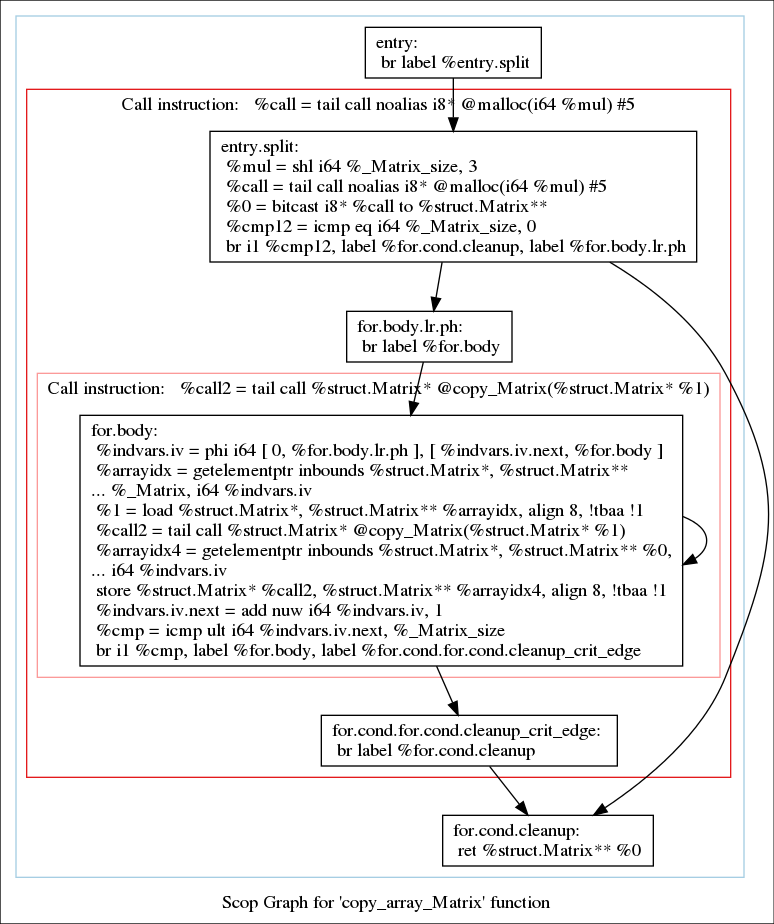 entry:
br label %entry.split
Call instruction: %call = tail call noalias i8* @malloc(i64 %mul) #5
entry.split:
%mul = shl i64 %_Matrix_size, 3
%call = tail call noalias i8* @malloc(i64 %mul) #5
%0 = bitcast i8* %call to %struct.Matrix**
%cmp12 = icmp eq i64 %_Matrix_size, 0
br i1 %cmp12, label %for.cond.cleanup, label %for.body.lr.ph
for.body.lr.ph:
br label %for.body
Call instruction: %call2 = tail call %struct.Matrix* @copy_Matrix(%struct.Matrix* %1)
for.body:
%indvars.iv = phi i64 [ 0, %for.body.lr.ph ], [ %indvars.iv.next, %for.body ]
%arrayidx = getelementptr inbounds %struct.Matrix*, %struct.Matrix**
... %_Matrix, i64 %indvars.iv
%1 = load %struct.Matrix*, %struct.Matrix** %arrayidx, align 8, !tbaa !1
%call2 = tail call %struct.Matrix* @copy_Matrix(%struct.Matrix* %1)
%arrayidx4 = getelementptr inbounds %struct.Matrix*, %struct.Matrix** %0,
... i64 %indvars.iv
store %struct.Matrix* %call2, %struct.Matrix** %arrayidx4, align 8, !tbaa !1
%indvars.iv.next = add nuw i64 %indvars.iv, 1
%cmp = icmp ult i64 %indvars.iv.next, %_Matrix_size
br i1 %cmp, label %for.body, label %for.cond.for.cond.cleanup_crit_edge
for.cond.for.cond.cleanup_crit_edge:
br label %for.cond.cleanup
for.cond.cleanup:
ret %struct.Matrix** %0
Scop Graph for 'copy_array_Matrix' function